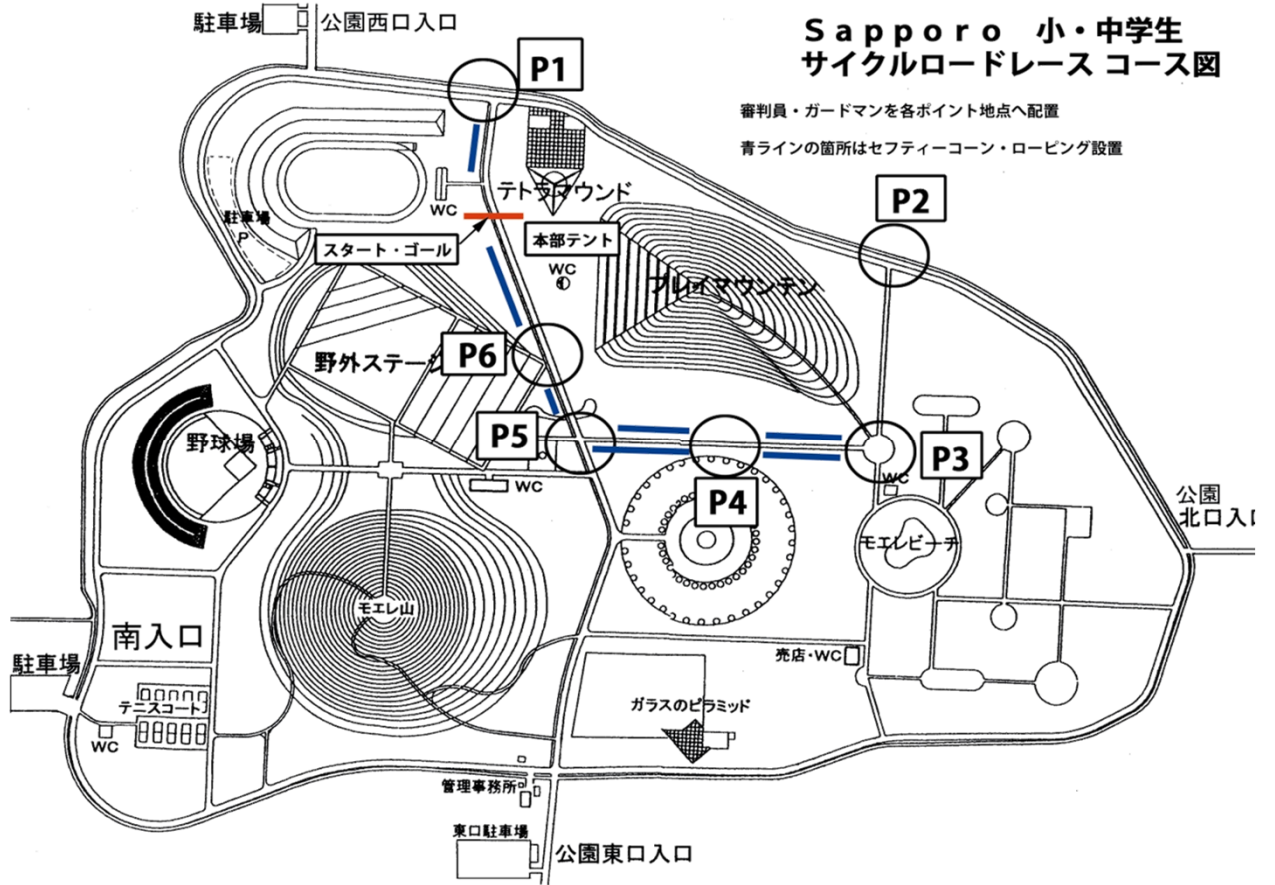 駐車場
公園西口入口
Sapporo 小・中学生
サイクルロードレース コース図
審判員・ガードマンを各ポイント地点へ配置
青ラインの箇所はセフティーコーン・ローピング設置
P1
P2
テトラマウンド
WC
駐車場
P
スタート・ゴール
本部テント
WC
プレイマウンテン
野外ステージ
P6
野球場
P5
P3
WC
WC
P4
公園
北口入口
モエレビーチ
モエレ山
南入口
駐車場
売店・WC
テニスコート
ガラスのピラミッド
WC
管理事務所
東口駐車場
公園東口入口